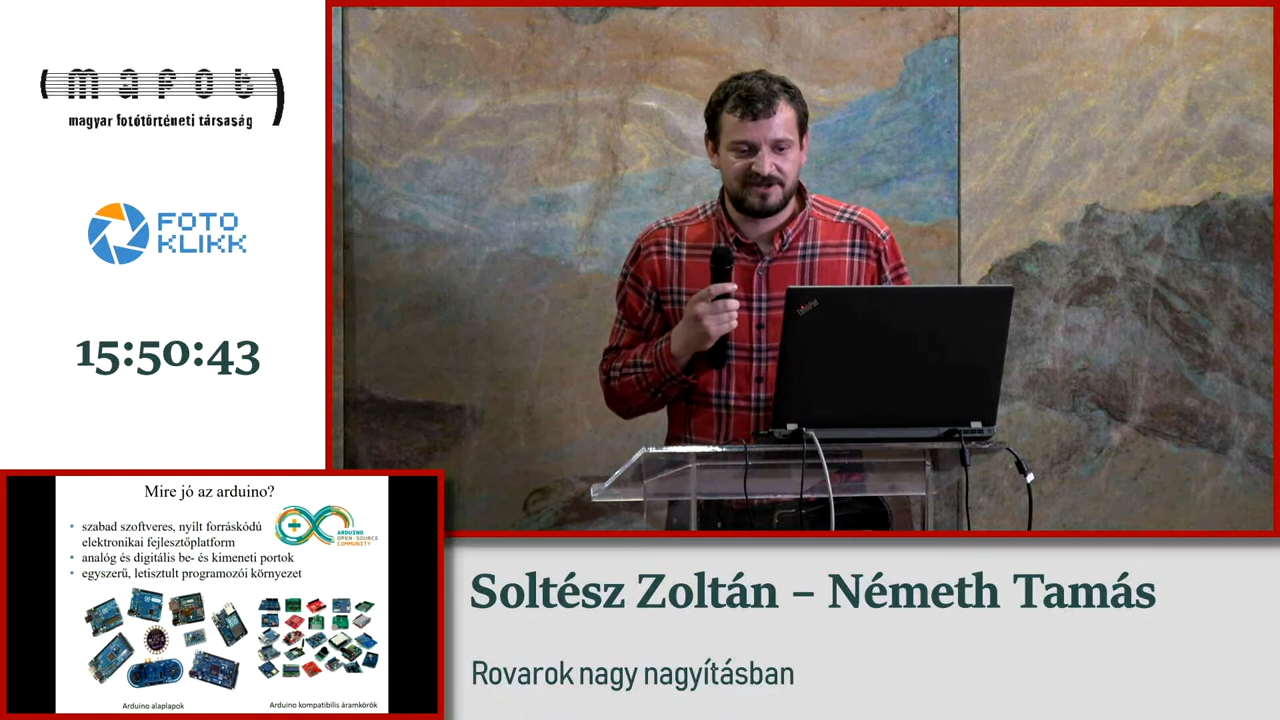 mafot
magyar fotótörténeti társaság
FOTO
KLIKK
15:50:43
ThinkPad
Mire jó az arduino?
• szabad szoftveres, nyílt forráskódú
elektronikai fejlesztőplatform
• analóg és digitális be- és kimeneti portok
• egyszerű, letisztult programozói környezet
ARDUINO
OPEN-SOURCE
COMMUNITY
Arduino alaplapok
Arduino kompatibilis áramkörök
Soltész Zoltán – Németh Tamás
Rovarok nagy nagyításban